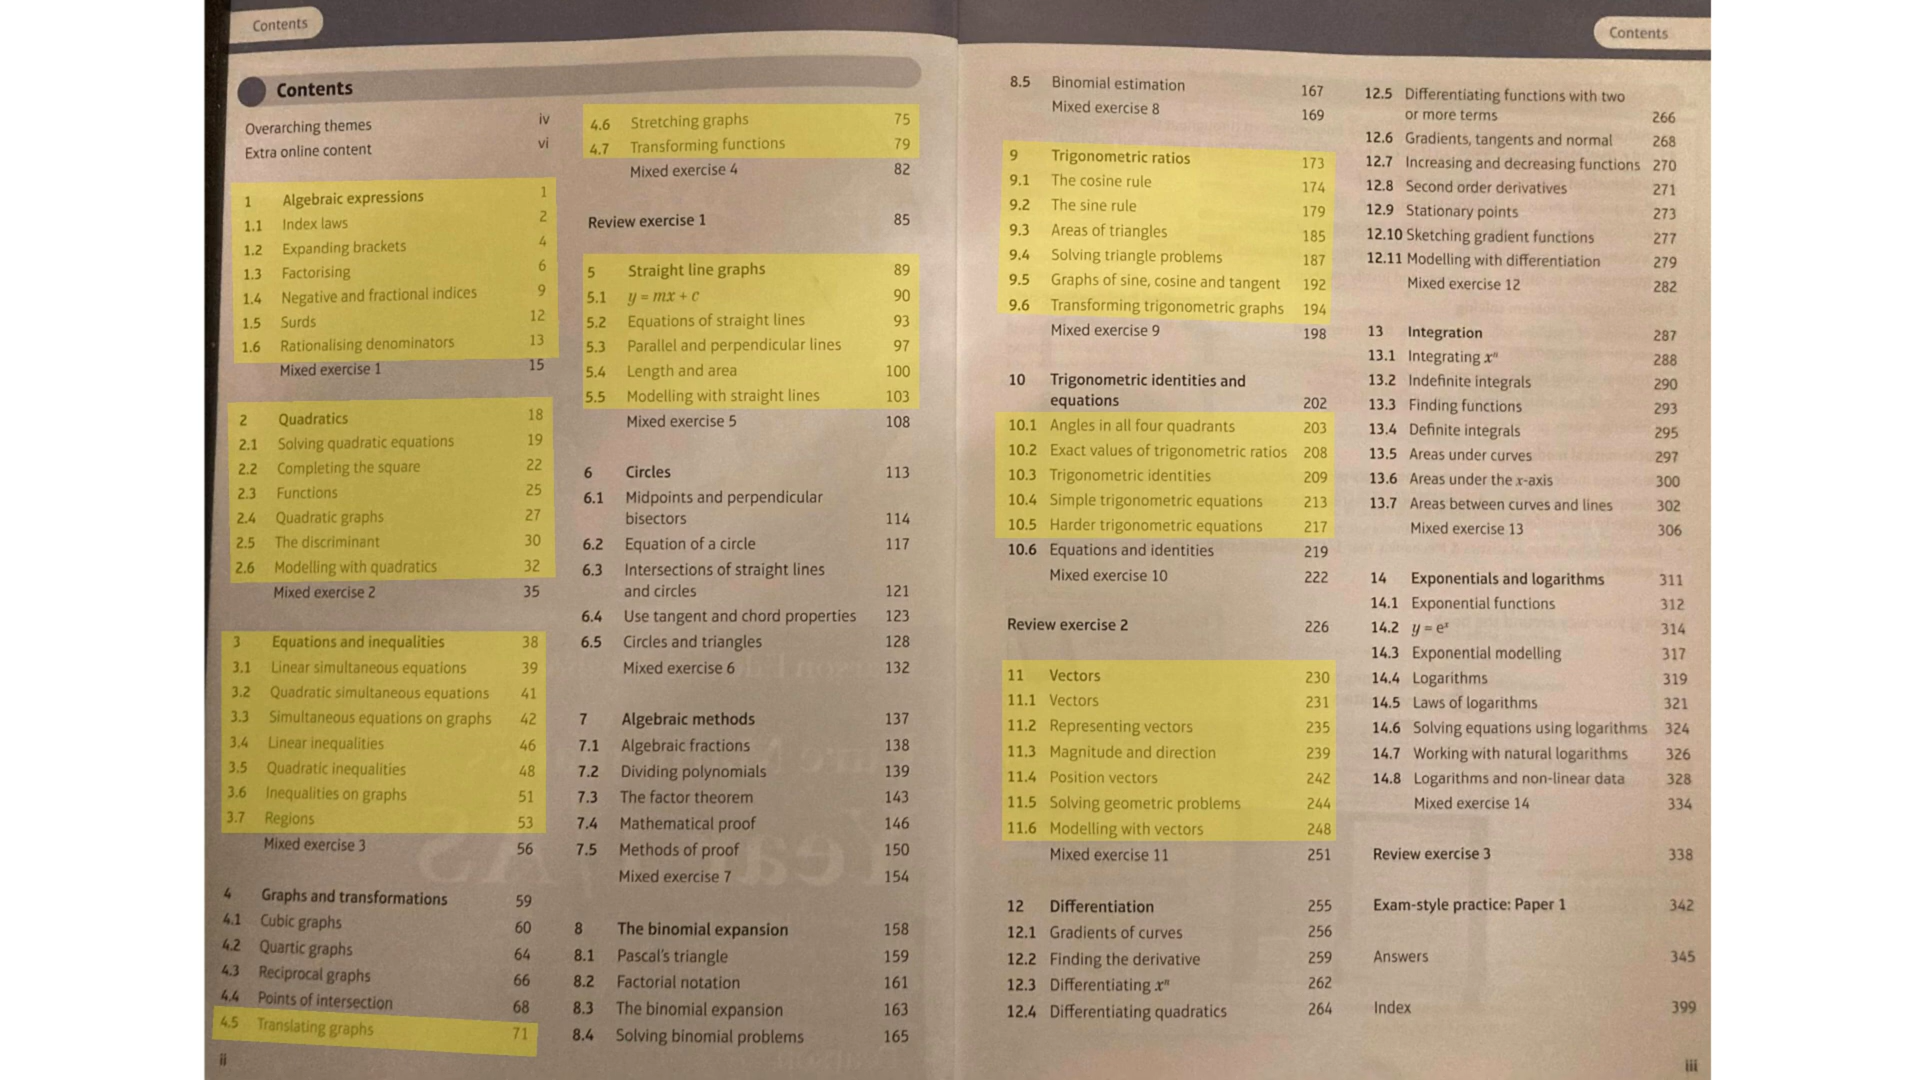 Contents
Contents
Overarching themes iv
Extra online content vi
1 Algebraic expressions 1
1.1 Index laws 2
1.2 Expanding brackets 4
1.3 Factorising 6
1.4 Negative and fractional indices 9
1.5 Surds 12
1.6 Rationalising denominators 13
Mixed exercise 1 15
2 Quadratics 18
2.1 Solving quadratic equations 19
2.2 Completing the square 22
2.3 Functions 25
2.4 Quadratic graphs 27
2.5 The discriminant 30
2.6 Modelling with quadratics 32
Mixed exercise 2 35
3 Equations and inequalities 38
3.1 Linear simultaneous equations 39
3.2 Quadratic simultaneous equations 41
3.3 Simultaneous equations on graphs 42
3.4 Linear inequalities 46
3.5 Quadratic inequalities 48
3.6 Inequalities on graphs 51
3.7 Regions 53
Mixed exercise 3 56
4 Graphs and transformations 59
4.1 Cubic graphs 60
4.2 Quartic graphs 64
4.3 Reciprocal graphs 66
4.4 Points of intersection 68
4.5 Translating graphs 71
ii
4.6 Stretching graphs 75
4.7 Transforming functions 79
Mixed exercise 4 82
Review exercise 1 85
5 Straight line graphs 89
5.1 y = mx + c 90
5.2 Equations of straight lines 93
5.3 Parallel and perpendicular lines 97
5.4 Length and area 100
5.5 Modelling with straight lines 103
Mixed exercise 5 108
6 Circles 113
6.1 Midpoints and perpendicular
bisectors 114
6.2 Equation of a circle 117
6.3 Intersections of straight lines
and circles 121
6.4 Use tangent and chord properties 123
6.5 Circles and triangles 128
Mixed exercise 6 132
7 Algebraic methods 137
7.1 Algebraic fractions 138
7.2 Dividing polynomials 139
7.3 The factor theorem 143
7.4 Mathematical proof 146
7.5 Methods of proof 150
Mixed exercise 7 154
8 The binomial expansion 158
8.1 Pascal's triangle 159
8.2 Factorial notation 161
8.3 The binomial expansion 163
8.4 Solving binomial problems 165
Contents
8.5 Binomial estimation 167
Mixed exercise 8 169
9 Trigonometric ratios 173
9.1 The cosine rule 174
9.2 The sine rule 179
9.3 Areas of triangles 185
9.4 Solving triangle problems 187
9.5 Graphs of sine, cosine and tangent 192
9.6 Transforming trigonometric graphs 194
Mixed exercise 9 198
10 Trigonometric identities and
equations 202
10.1 Angles in all four quadrants 203
10.2 Exact values of trigonometric ratios 208
10.3 Trigonometric identities 209
10.4 Simple trigonometric equations 213
10.5 Harder trigonometric equations 217
10.6 Equations and identities 219
Mixed exercise 10 222
Review exercise 2 226
11 Vectors 230
11.1 Vectors 231
11.2 Representing vectors 235
11.3 Magnitude and direction 239
11.4 Position vectors 242
11.5 Solving geometric problems 244
11.6 Modelling with vectors 248
Mixed exercise 11 251
12 Differentiation 255
12.1 Gradients of curves 256
12.2 Finding the derivative 259
12.3 Differentiating xⁿ 262
12.4 Differentiating quadratics 264
12.5 Differentiating functions with two
or more terms 266
12.6 Gradients, tangents and normal 268
12.7 Increasing and decreasing functions 270
12.8 Second order derivatives 271
12.9 Stationary points 273
12.10 Sketching gradient functions 277
12.11 Modelling with differentiation 279
Mixed exercise 12 282
13 Integration 287
13.1 Integrating xⁿ 288
13.2 Indefinite integrals 290
13.3 Finding functions 293
13.4 Definite integrals 295
13.5 Areas under curves 297
13.6 Areas under the x-axis 300
13.7 Areas between curves and lines 302
Mixed exercise 13 306
14 Exponentials and logarithms 311
14.1 Exponential functions 312
14.2 y = eˣ 314
14.3 Exponential modelling 317
14.4 Logarithms 319
14.5 Laws of logarithms 321
14.6 Solving equations using logarithms 324
14.7 Working with natural logarithms 326
14.8 Logarithms and non-linear data 328
Mixed exercise 14 334
Review exercise 3 338
Exam-style practice: Paper 1 342
Answers 345
Index 399
iii